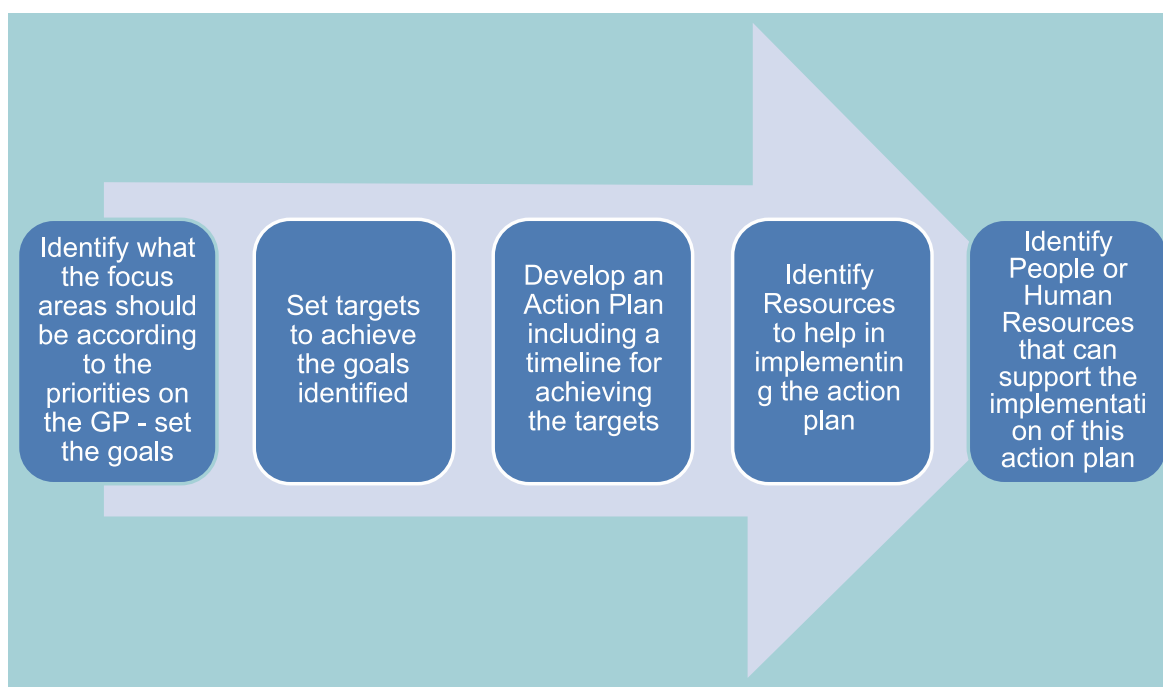 Identify what
the focus
areas should
be according
to the
priorities on
the GP - set
the goals
Set targets
to achieve
the goals
identified
Develop an
Action Plan
including a
timeline for
achieving
the targets
Identify
Resources
to help in
implementin
g the action
plan
Identify
People or
Human
Resources
that can
support the
implementati
on of this
action plan